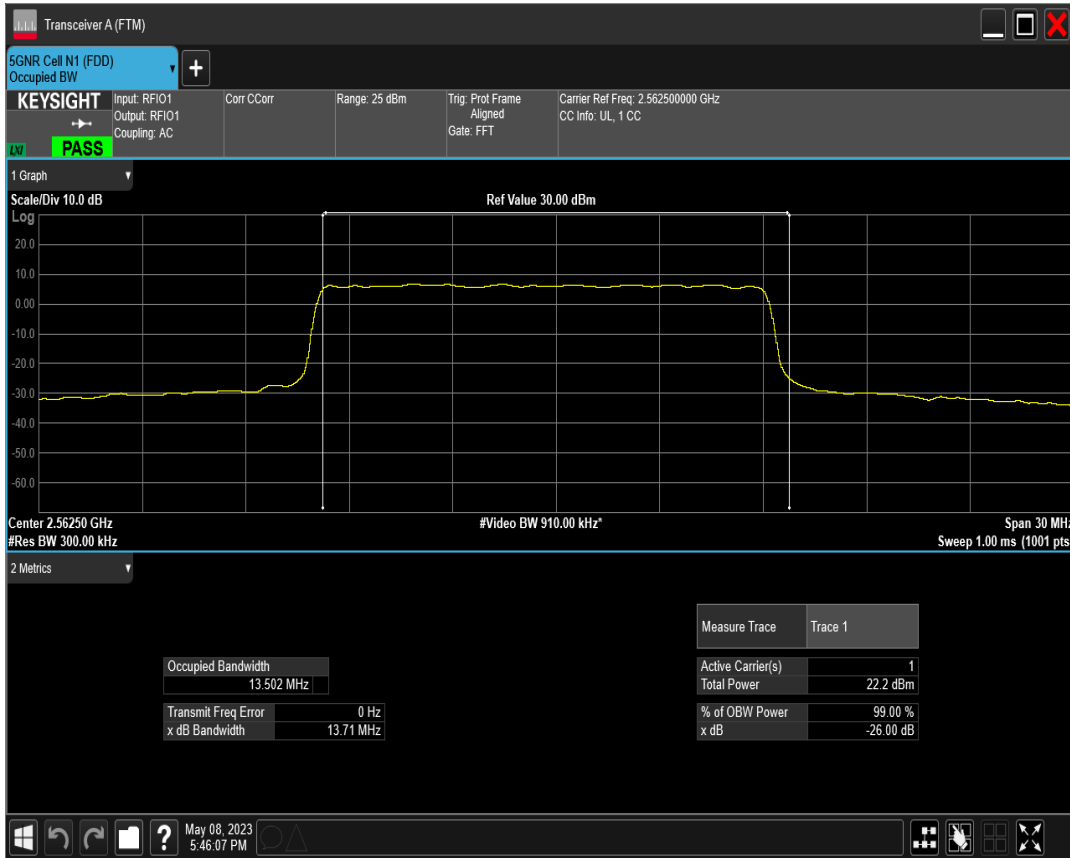 Transceiver A (FTM)
5GNR Cell N1 (FDD)
Occupied BW
+
KEYSIGHT
LXI
PASS
Input: RFIO1
Output: RFIO1
Coupling: AC
Corr CCorr
Range: 25 dBm
Trig: Prot Frame
Aligned
Gate: FFT
Carrier Ref Freq: 2.562500000 GHz
CC Info: UL, 1 CC
1 Graph
Scale/Div 10.0 dB
Ref Value 30.00 dBm
Log
20.0
10.0
0.00
-10.0
-20.0
-30.0
-40.0
-50.0
-60.0
Center 2.56250 GHz
#Video BW 910.00 kHz*
Span 30 MHz
#Res BW 300.00 kHz
Sweep 1.00 ms (1001 pts
2 Metrics
Measure Trace Trace 1
Occupied Bandwidth
13.502 MHz
Active Carrier(s) 1
Total Power 22.2 dBm
Transmit Freq Error 0 Hz
x dB Bandwidth 13.71 MHz
% of OBW Power 99.00 %
x dB -26.00 dB
?
May 08, 2023
5:46:07 PM